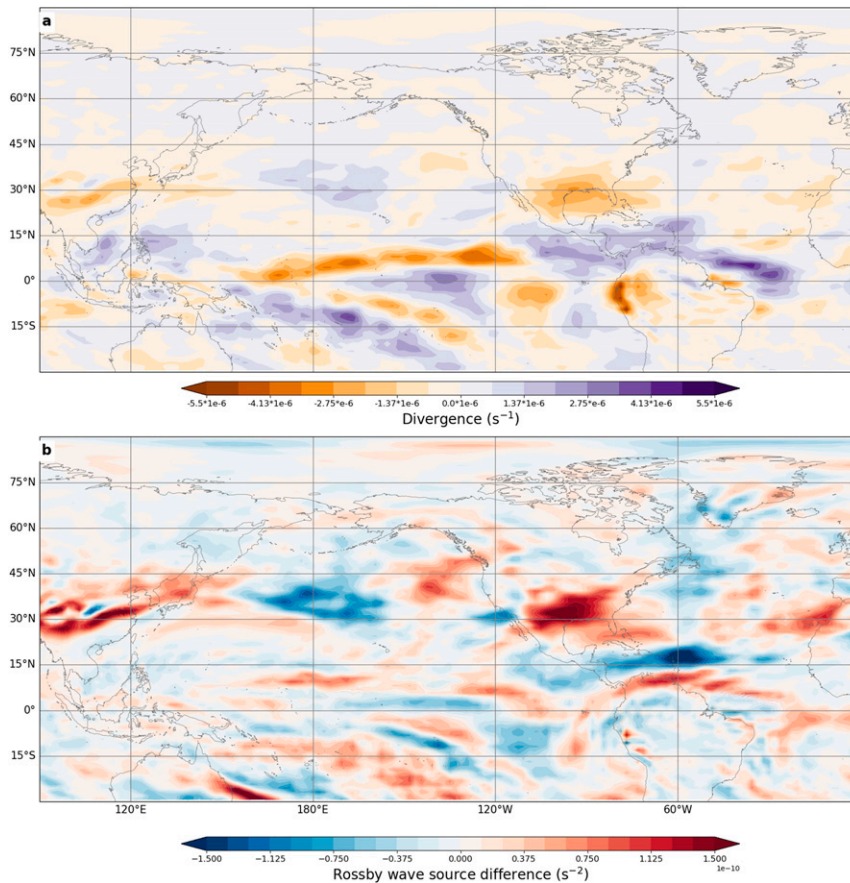 a
75°N
60°N
45°N
30°N
15°N
0°
15°S
-5.5*1e-6 -4.13*1e-6 -2.75*e-6 -1.37*1e-6 0.0*1e-6 1.37*1e-6 2.75*1e-6 4.13*1e-6 5.5*1e-6
Divergence (s⁻¹)
b
75°N
60°N
45°N
30°N
15°N
0°
15°S
120°E 180°E 120°W 60°W
−1.500 −1.125 −0.750 −0.375 0.000 0.375 0.750 1.125 1.500
1e−10
Rossby wave source difference (s⁻²)